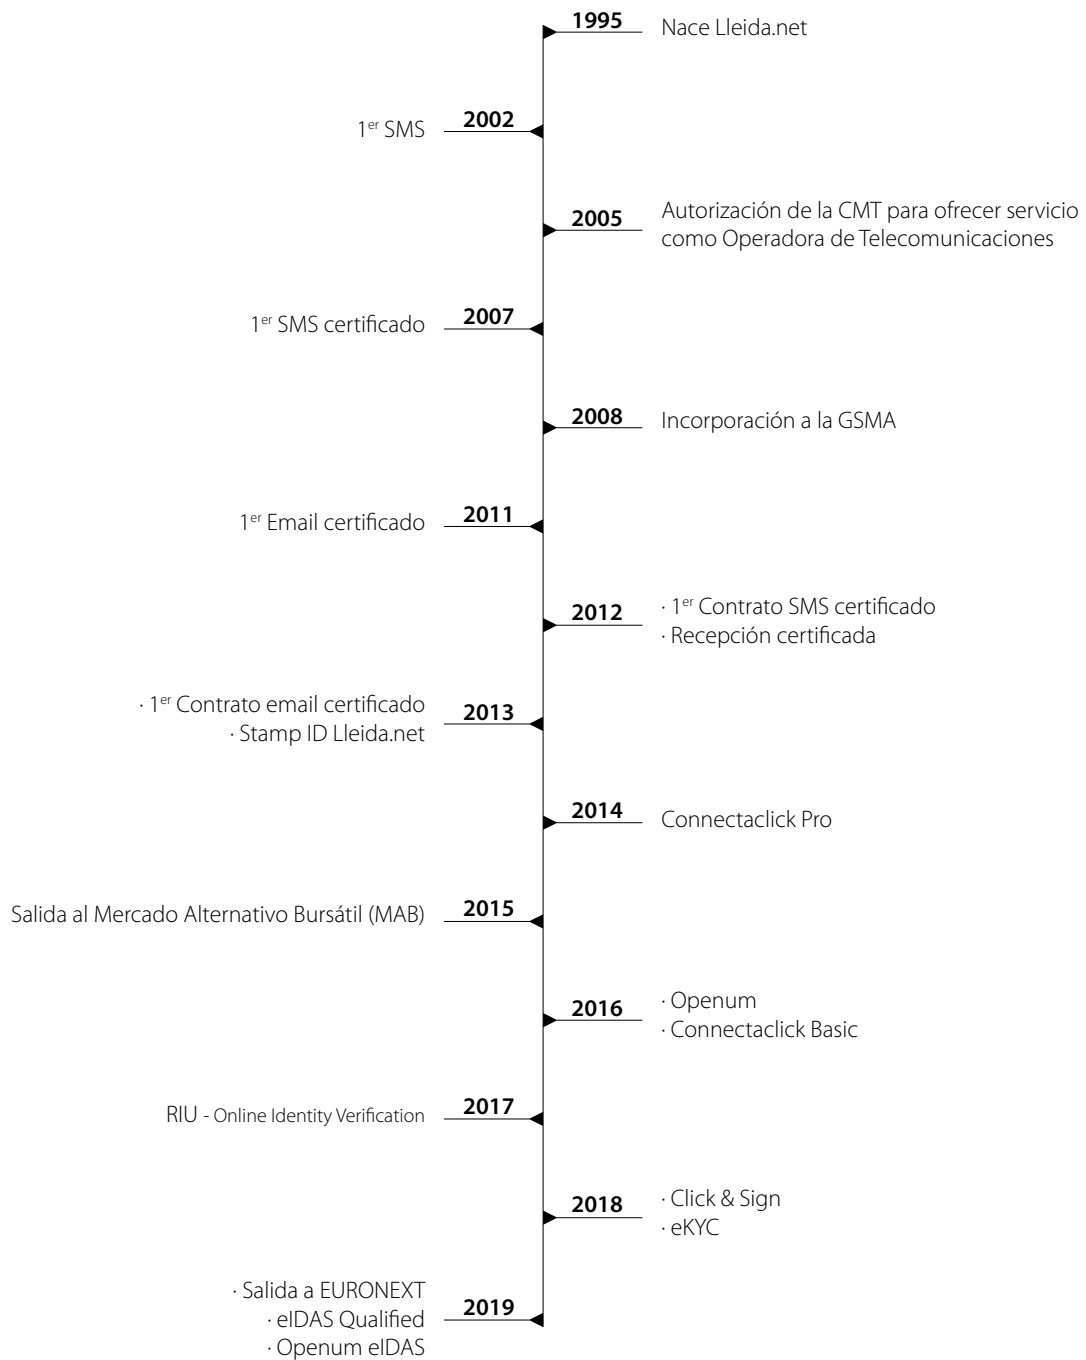 1995
Nace Lleida.net
2002
1er SMS
2005
Autorización de la CMT para ofrecer servicio
como Operadora de Telecomunicaciones
2007
1er SMS certificado
2008
Incorporación a la GSMA
2011
1er Email certificado
2012
· 1er Contrato SMS certificado
· Recepción certificada
2013
· 1er Contrato email certificado
· Stamp ID Lleida.net
2014
Connectaclick Pro
2015
Salida al Mercado Alternativo Bursátil (MAB)
2016
· Openum
· Connectaclick Basic
2017
RIU - Online Identity Verification
2018
· Click & Sign
· eKYC
2019
· Salida a EURONEXT
· eIDAS Qualified
· Openum eIDAS